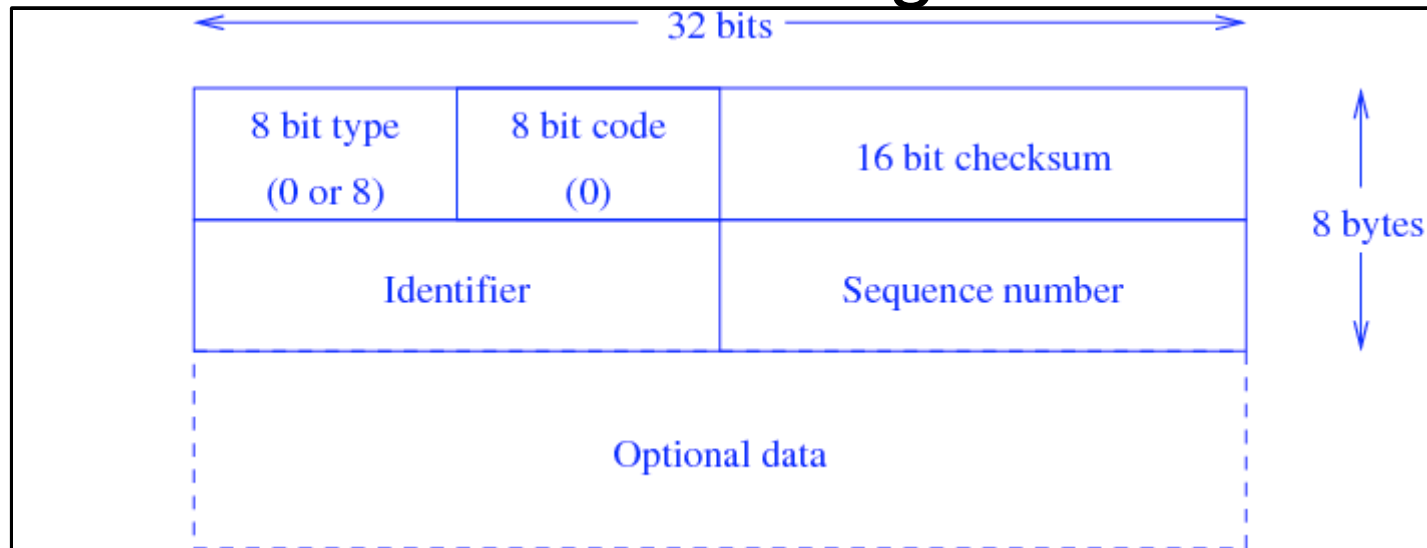 32 bits
8 bit type
(0 or 8)
8 bit code
(0)
16 bit checksum
8 bytes
Identifier
Sequence number
Optional data